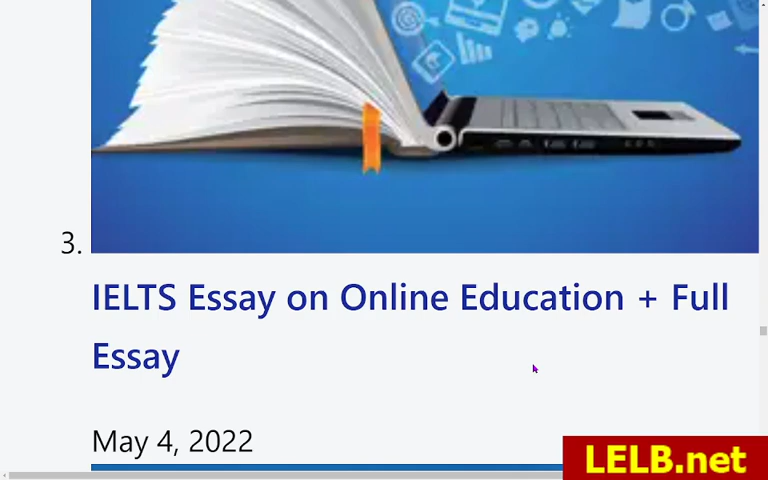 3.
IELTS Essay on Online Education + Full
Essay
May 4, 2022
LELB.net